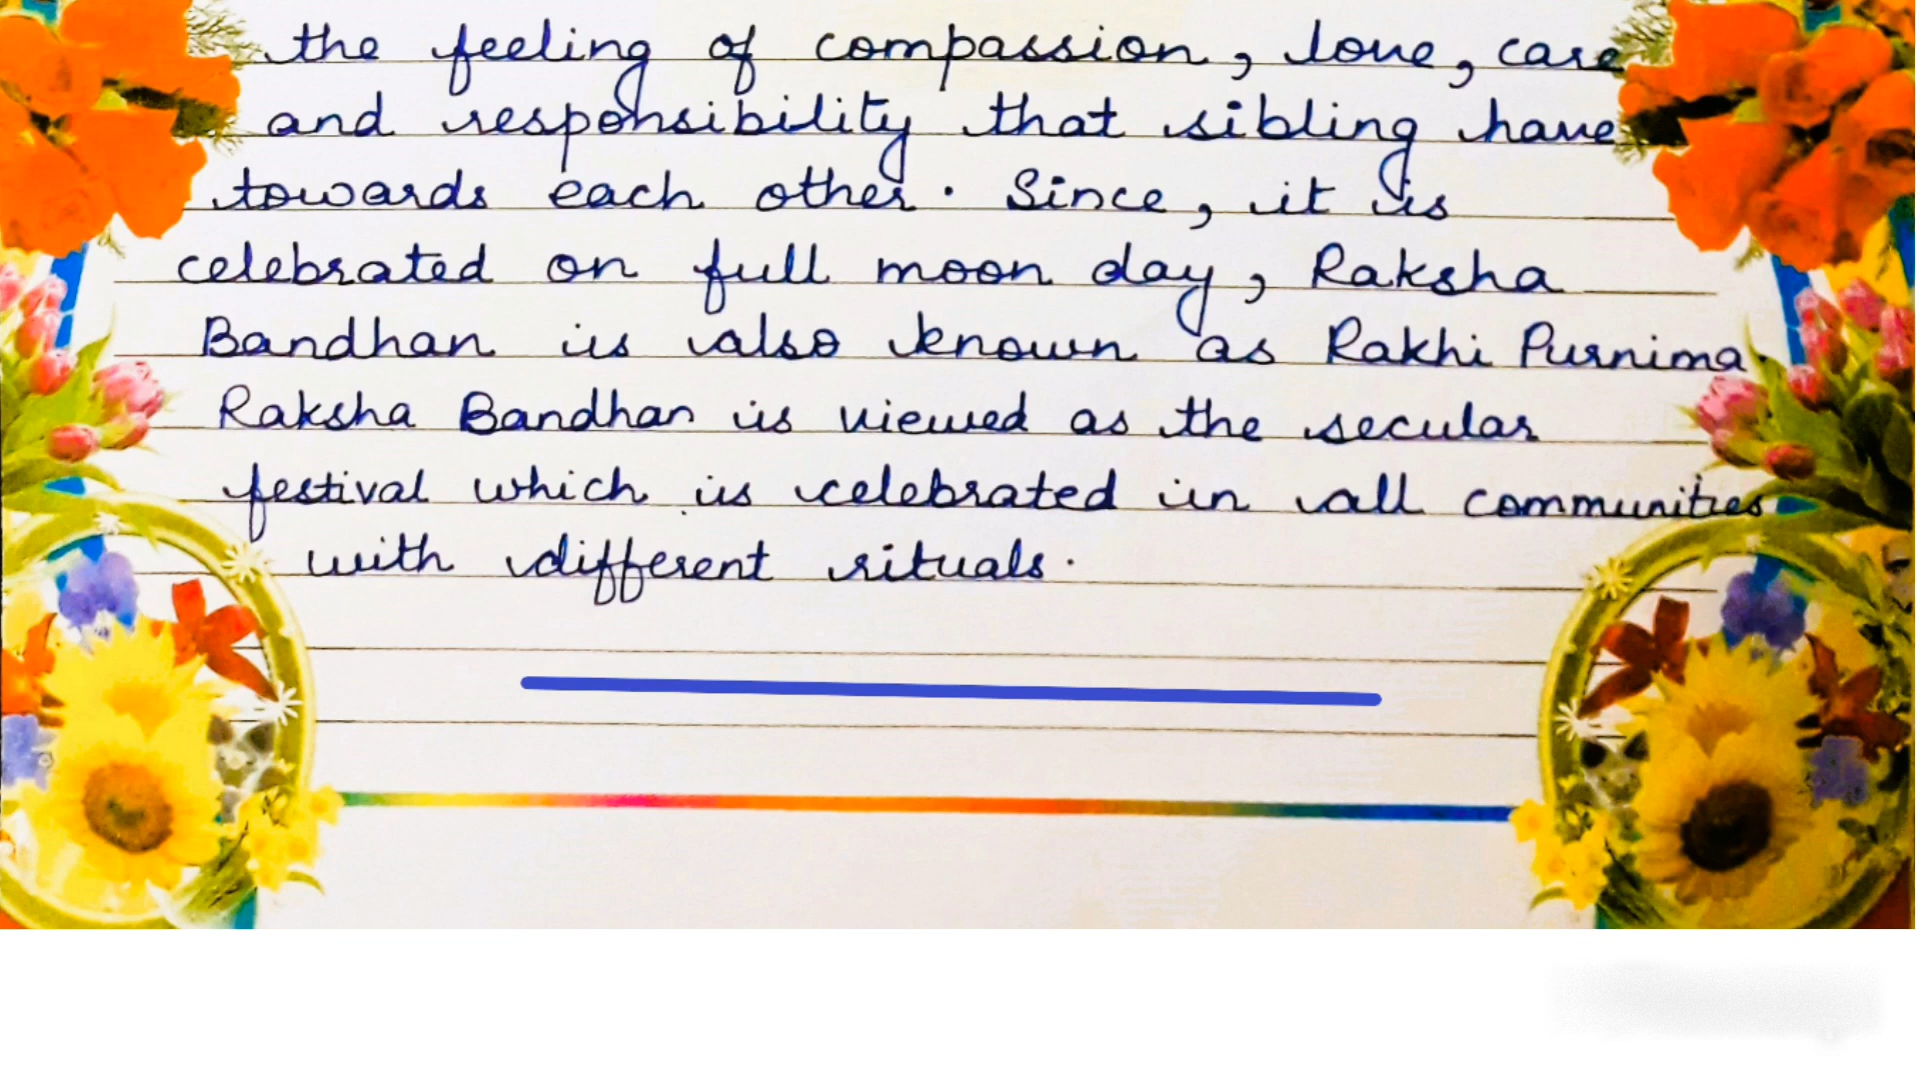 the feeling of compassion, love, care
and responsibility that sibling have
towards each other. Since, it is
celebrated on full moon day, Raksha
Bandhan is also known as Rakhi Purnima.
Raksha Bandhan is viewed as the secular
festival which is celebrated in all communities
with different rituals.